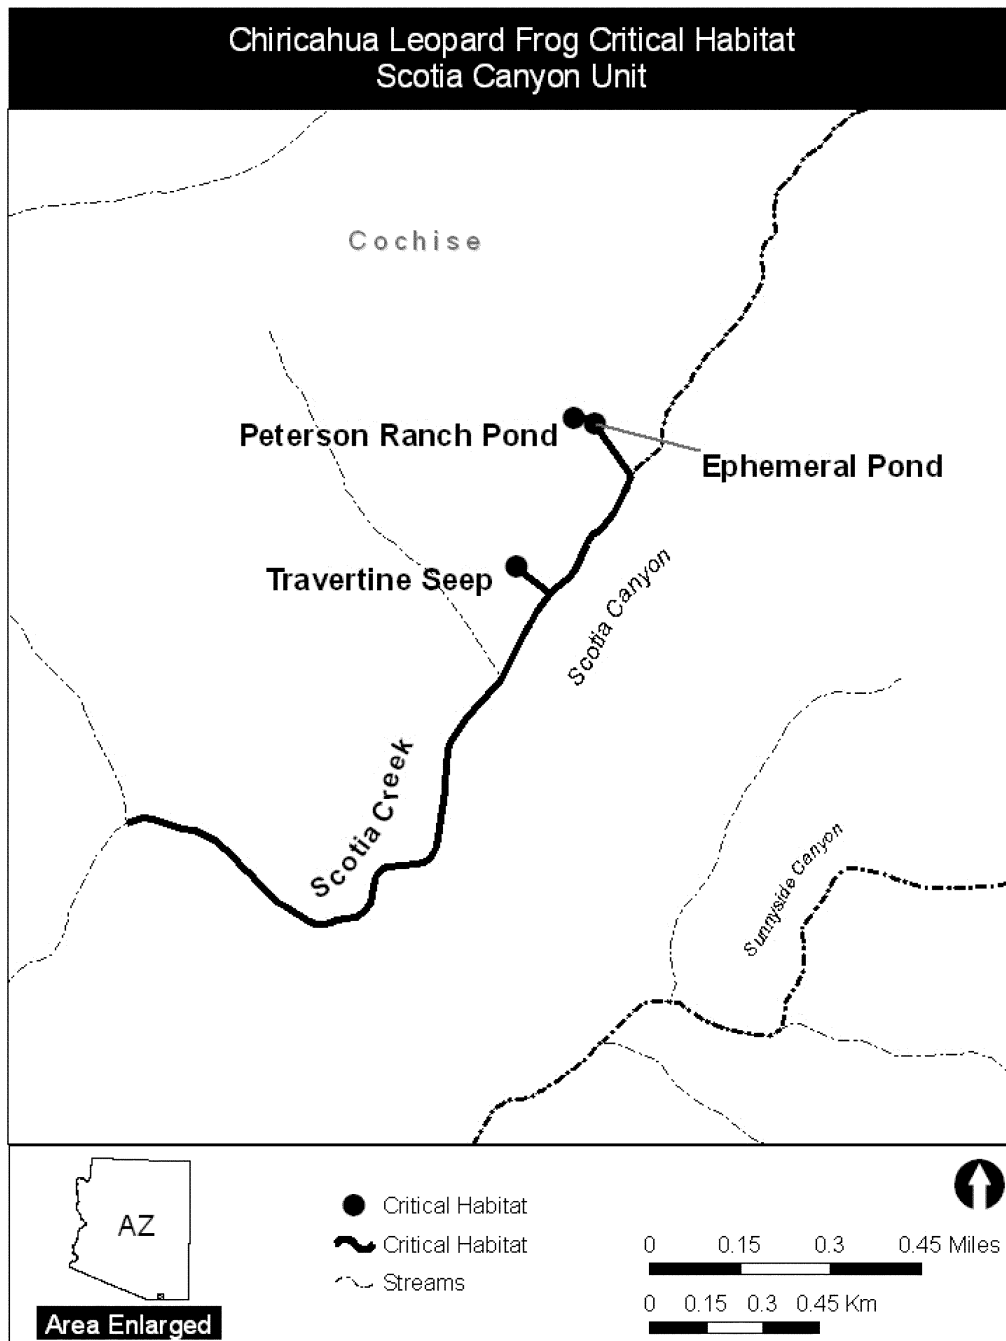 Chiricahua Leopard Frog Critical Habitat
Scotia Canyon Unit
Cochise
Peterson Ranch Pond
Ephemeral Pond
Travertine Seep
Scotia Canyon
Scotia Creek
Sunnyside Canyon
AZ
Area Enlarged
Critical Habitat
Critical Habitat
Streams
0 0.15 0.3 0.45 Miles
0 0.15 0.3 0.45 Km